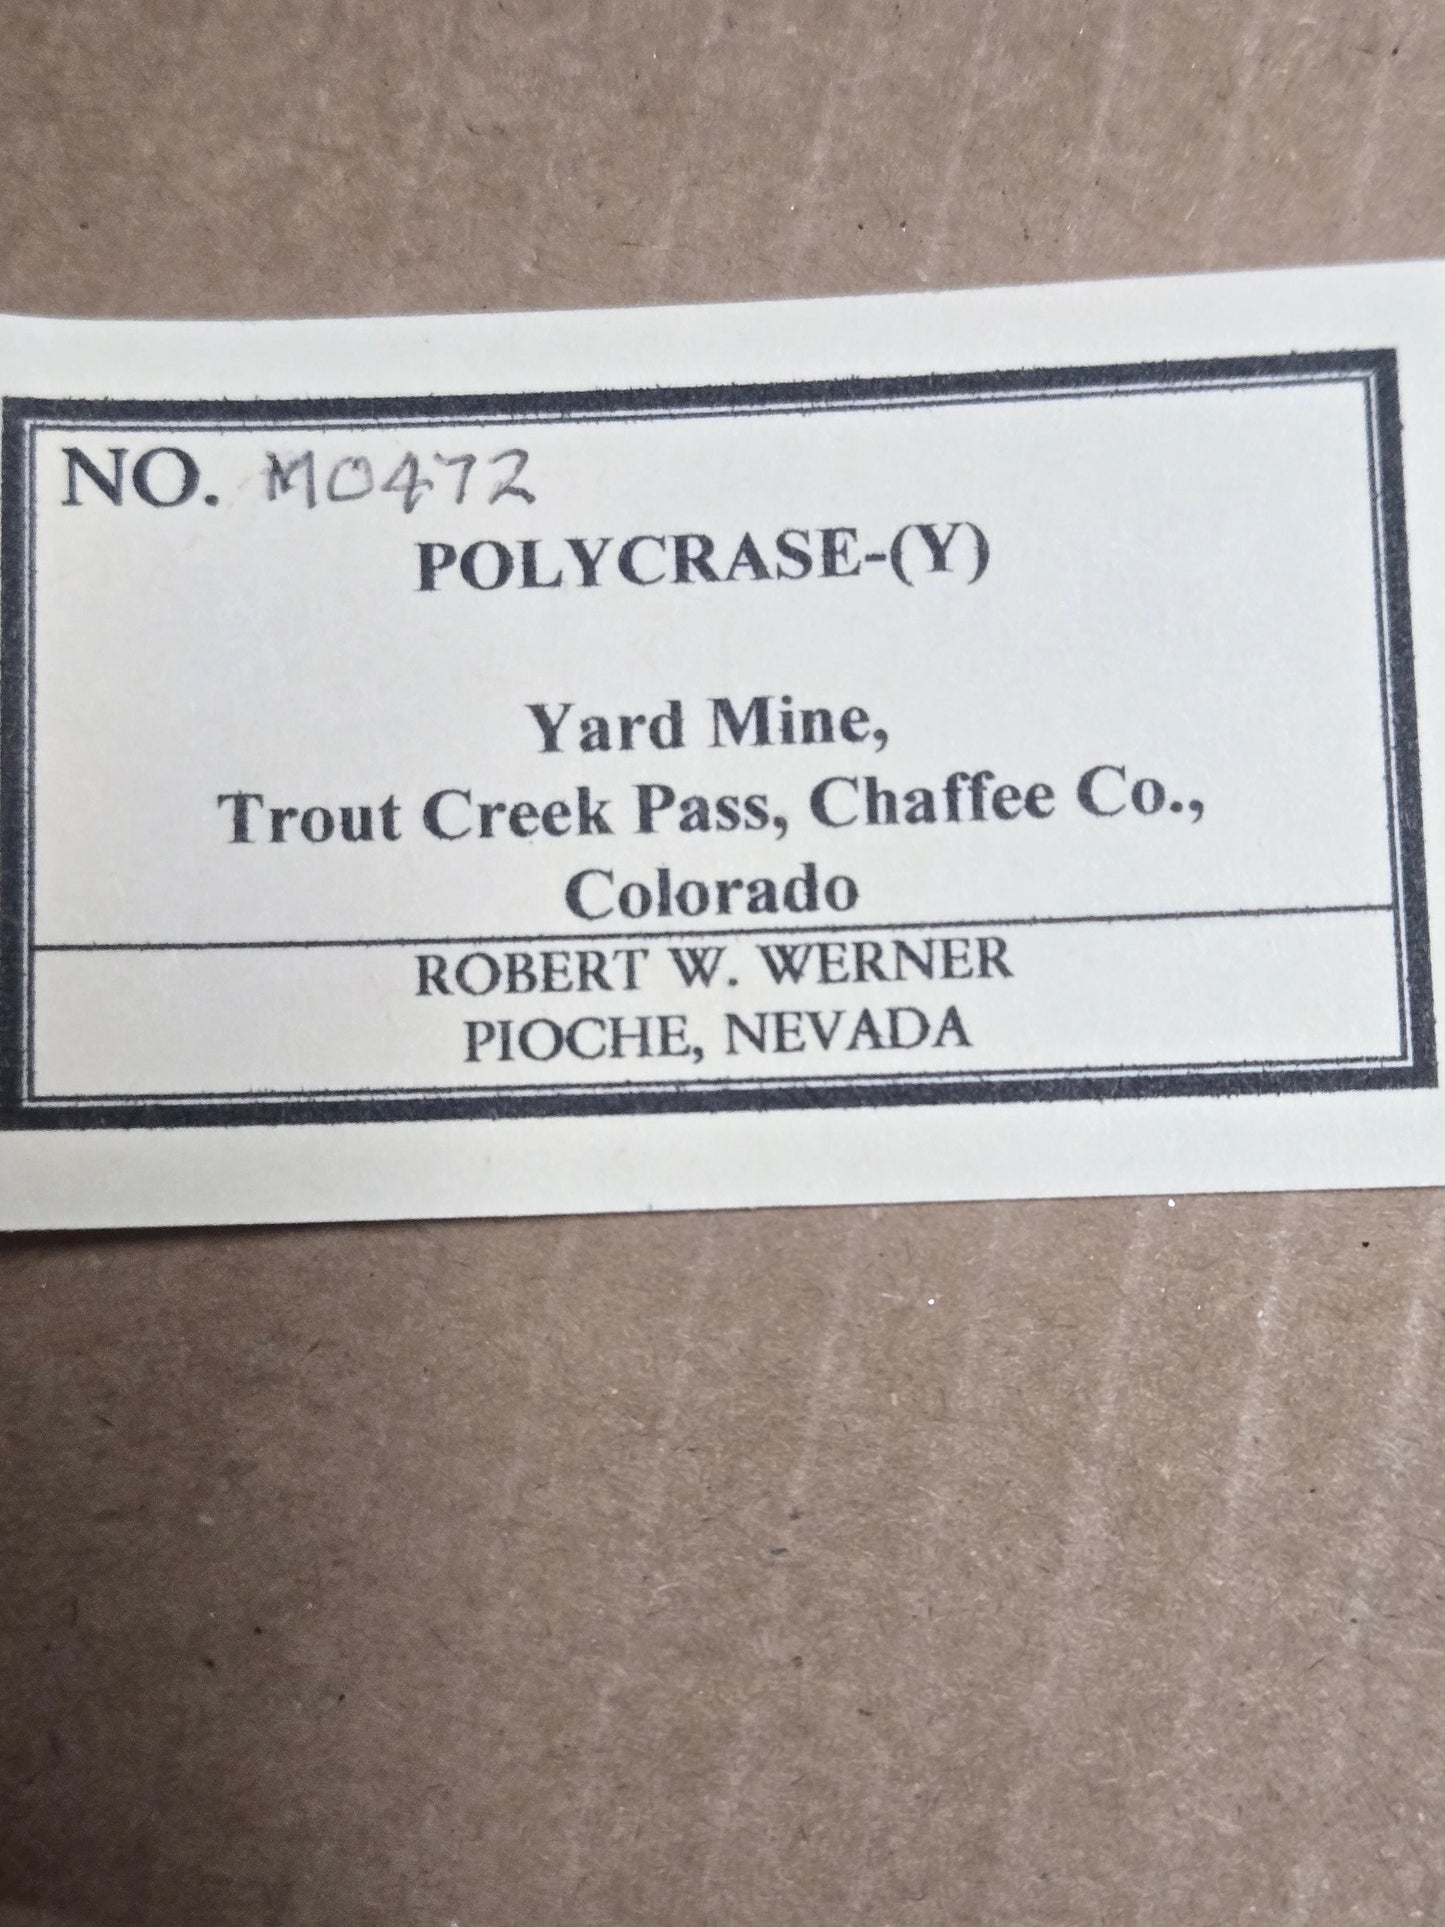 NO. M0472
POLYCRASE-(Y)
Yard Mine,
Trout Creek Pass, Chaffee Co.,
Colorado
ROBERT W. WERNER
PIOCHE, NEVADA